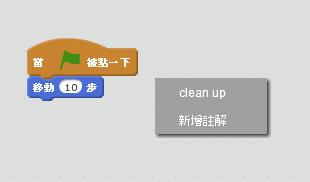 當 被點一下
移動 10 步
clean up
新增註解